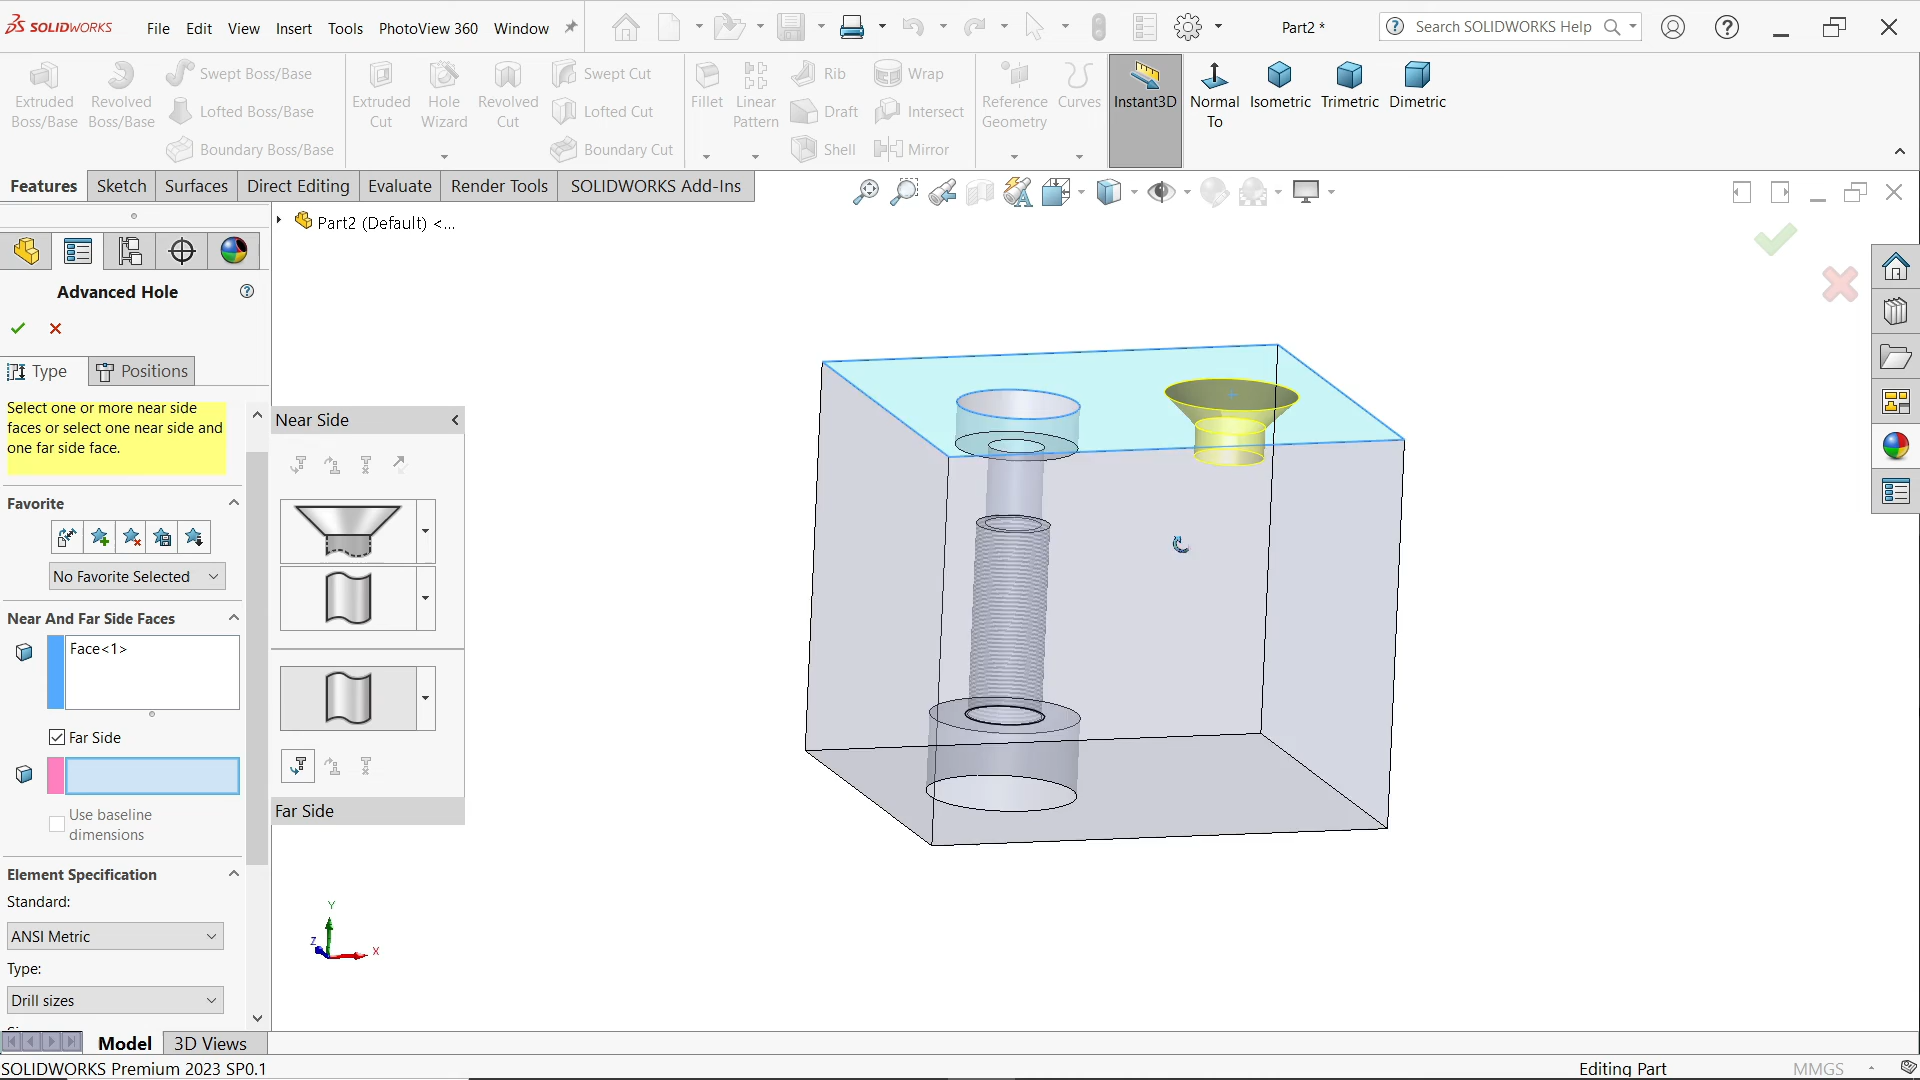 SOLIDWORKS File Edit View Insert Tools PhotoView 360 Window Part2 * Search SOLIDWORKS Help
Extruded Boss/Base
Revolved Boss/Base
Swept Boss/Base
Lofted Boss/Base
Boundary Boss/Base
Extruded Cut
Hole Wizard
Revolved Cut
Swept Cut
Lofted Cut
Boundary Cut
Fillet
Linear Pattern
Rib
Draft
Shell
Wrap
Intersect
Mirror
Reference Geometry
Curves
Instant3D
Normal To
Isometric
Trimetric
Dimetric
Features Sketch Surfaces Direct Editing Evaluate Render Tools SOLIDWORKS Add-Ins
Part2 (Default) <...
Advanced Hole
Type Positions
Select one or more near side
faces or select one near side and
one far side face.
Favorite
No Favorite Selected
Near And Far Side Faces
Face<1>
Far Side
Use baseline
dimensions
Element Specification
Standard:
ANSI Metric
Type:
Drill sizes
Near Side
Far Side
Y
Z
X
Model 3D Views
SOLIDWORKS Premium 2023 SP0.1
Editing Part
MMGS